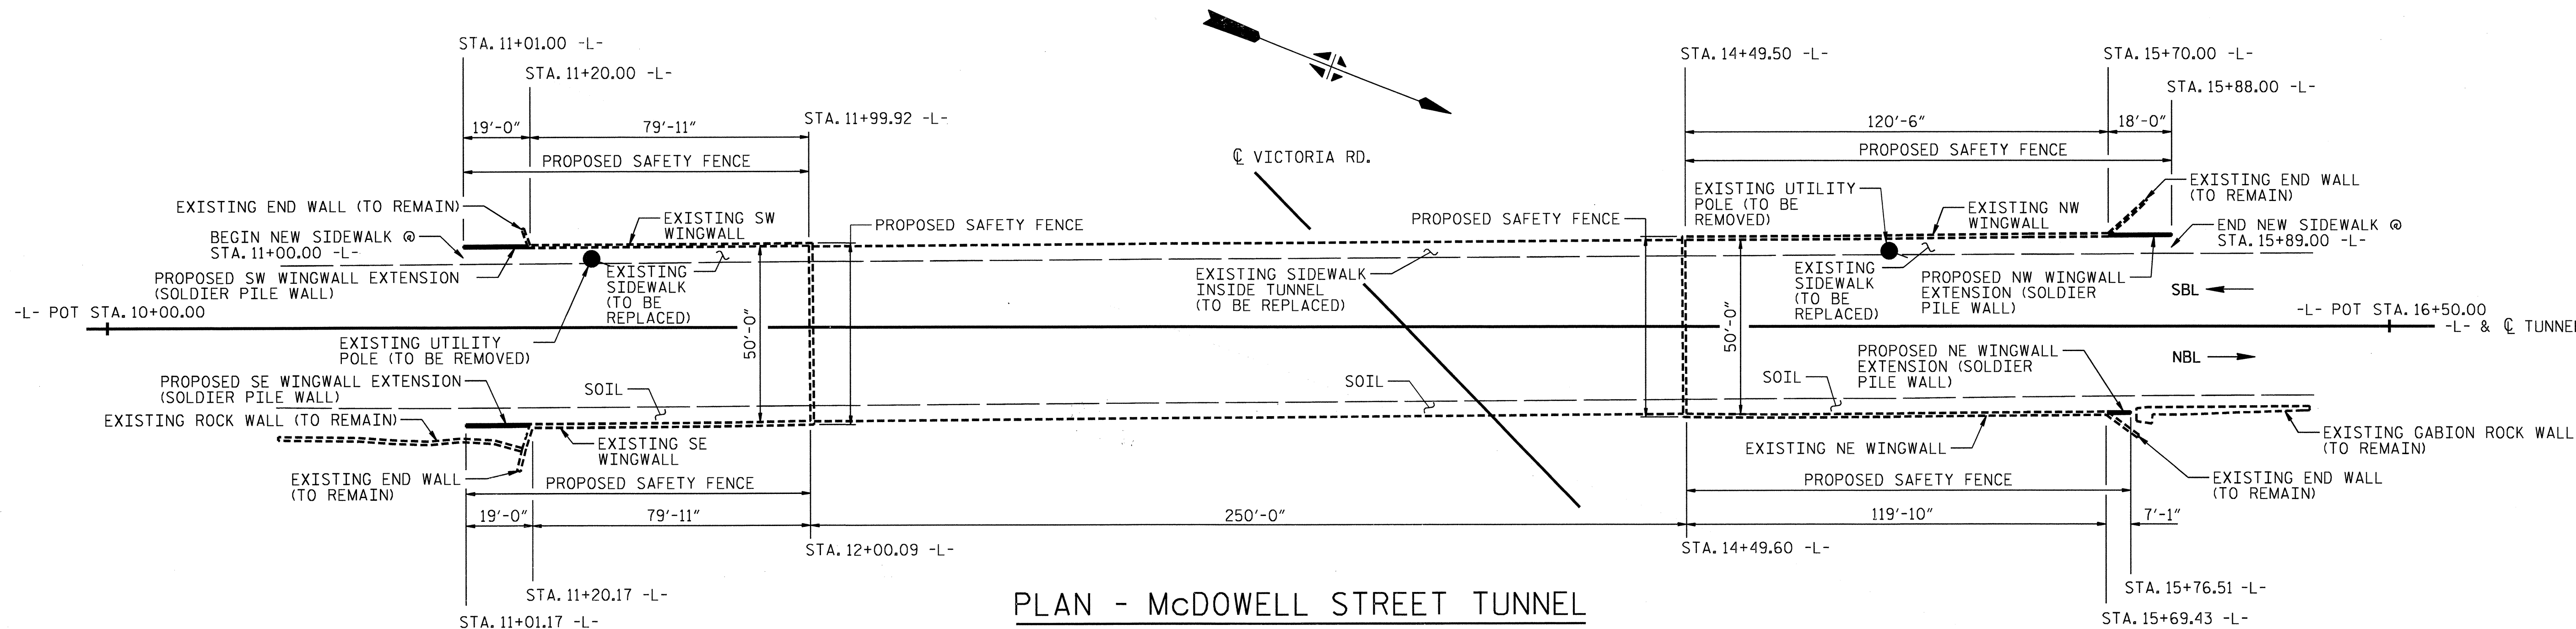 STA. 11+01.00 -L-
STA. 11+20.00 -L-
STA. 11+99.92 -L-
19'-0"
79'-11"
PROPOSED SAFETY FENCE
℄ VICTORIA RD.
STA. 14+49.50 -L-
STA. 15+70.00 -L-
STA. 15+88.00 -L-
120'-6"
18'-0"
PROPOSED SAFETY FENCE
EXISTING END WALL (TO REMAIN)
BEGIN NEW SIDEWALK @
STA. 11+00.00 -L-
PROPOSED SW WINGWALL EXTENSION
(SOLDIER PILE WALL)
EXISTING SW
WINGWALL
PROPOSED SAFETY FENCE
EXISTING
SIDEWALK
(TO BE
REPLACED)
EXISTING SIDEWALK
INSIDE TUNNEL
(TO BE REPLACED)
PROPOSED SAFETY FENCE
EXISTING UTILITY
POLE (TO BE
REMOVED)
EXISTING NW
WINGWALL
EXISTING END WALL
(TO REMAIN)
END NEW SIDEWALK @
STA. 15+89.00 -L-
EXISTING
SIDEWALK
(TO BE
REPLACED)
PROPOSED NW WINGWALL
EXTENSION (SOLDIER
PILE WALL)
SBL
-L- POT STA. 10+00.00
50'-0"
50'-0"
-L- POT STA. 16+50.00
-L- & ℄ TUNNEL
EXISTING UTILITY
POLE (TO BE REMOVED)
NBL
PROPOSED NE WINGWALL
EXTENSION (SOLDIER
PILE WALL)
PROPOSED SE WINGWALL EXTENSION
(SOLDIER PILE WALL)
SOIL
SOIL
SOIL
EXISTING ROCK WALL (TO REMAIN)
EXISTING SE
WINGWALL
EXISTING NE WINGWALL
EXISTING GABION ROCK WALL
(TO REMAIN)
EXISTING END WALL
(TO REMAIN)
PROPOSED SAFETY FENCE
PROPOSED SAFETY FENCE
EXISTING END WALL
(TO REMAIN)
19'-0"
79'-11"
250'-0"
119'-10"
7'-1"
STA. 12+00.09 -L-
STA. 14+49.60 -L-
STA. 11+20.17 -L-
STA. 11+01.17 -L-
STA. 15+76.51 -L-
STA. 15+69.43 -L-
PLAN - McDOWELL STREET TUNNEL